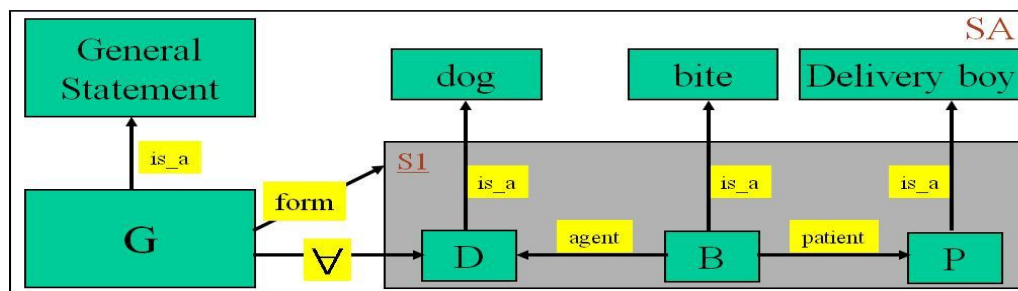 SA
General
Statement
dog
bite
Delivery boy
is_a
S1
is_a
is_a
is_a
form
G
∀
D
agent
B
patient
P